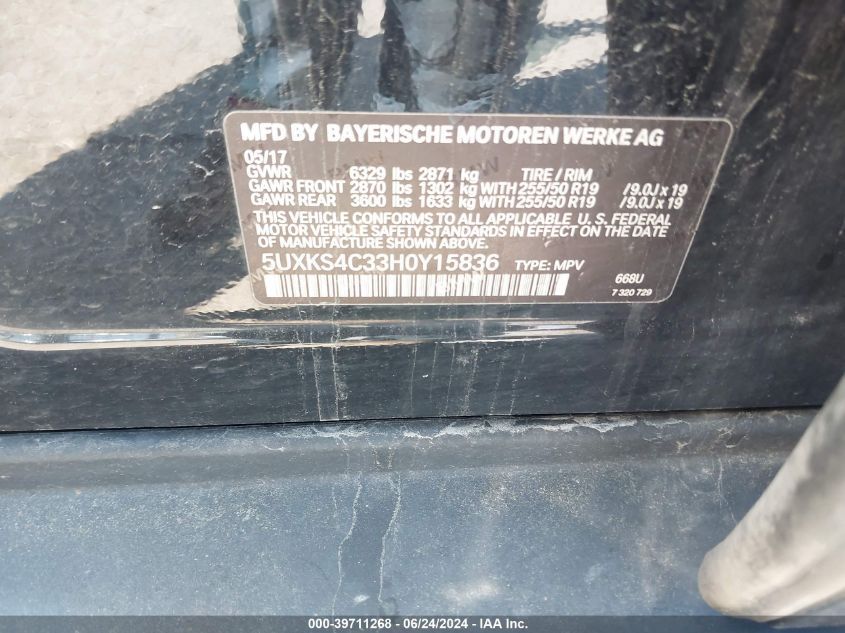 MFD BY BAYERISCHE MOTOREN WERKE AG
05/17
GVWR 6329 lbs 2871 kg TIRE / RIM
GAWR FRONT 2870 lbs 1302 kg WITH 255/50 R19 /9.0J x 19
GAWR REAR 3600 lbs 1633 kg WITH 255/50 R19 /9.0J x 19
THIS VEHICLE CONFORMS TO ALL APPLICABLE U. S. FEDERAL
MOTOR VEHICLE SAFETY STANDARDS IN EFFECT ON THE
DATE OF MANUFACTURE SHOWN ABOVE.
5UXKS4C33H0Y15836 TYPE: MPV
668U
7 320 729
000-39711268 - 06/24/2024 - IAA Inc.